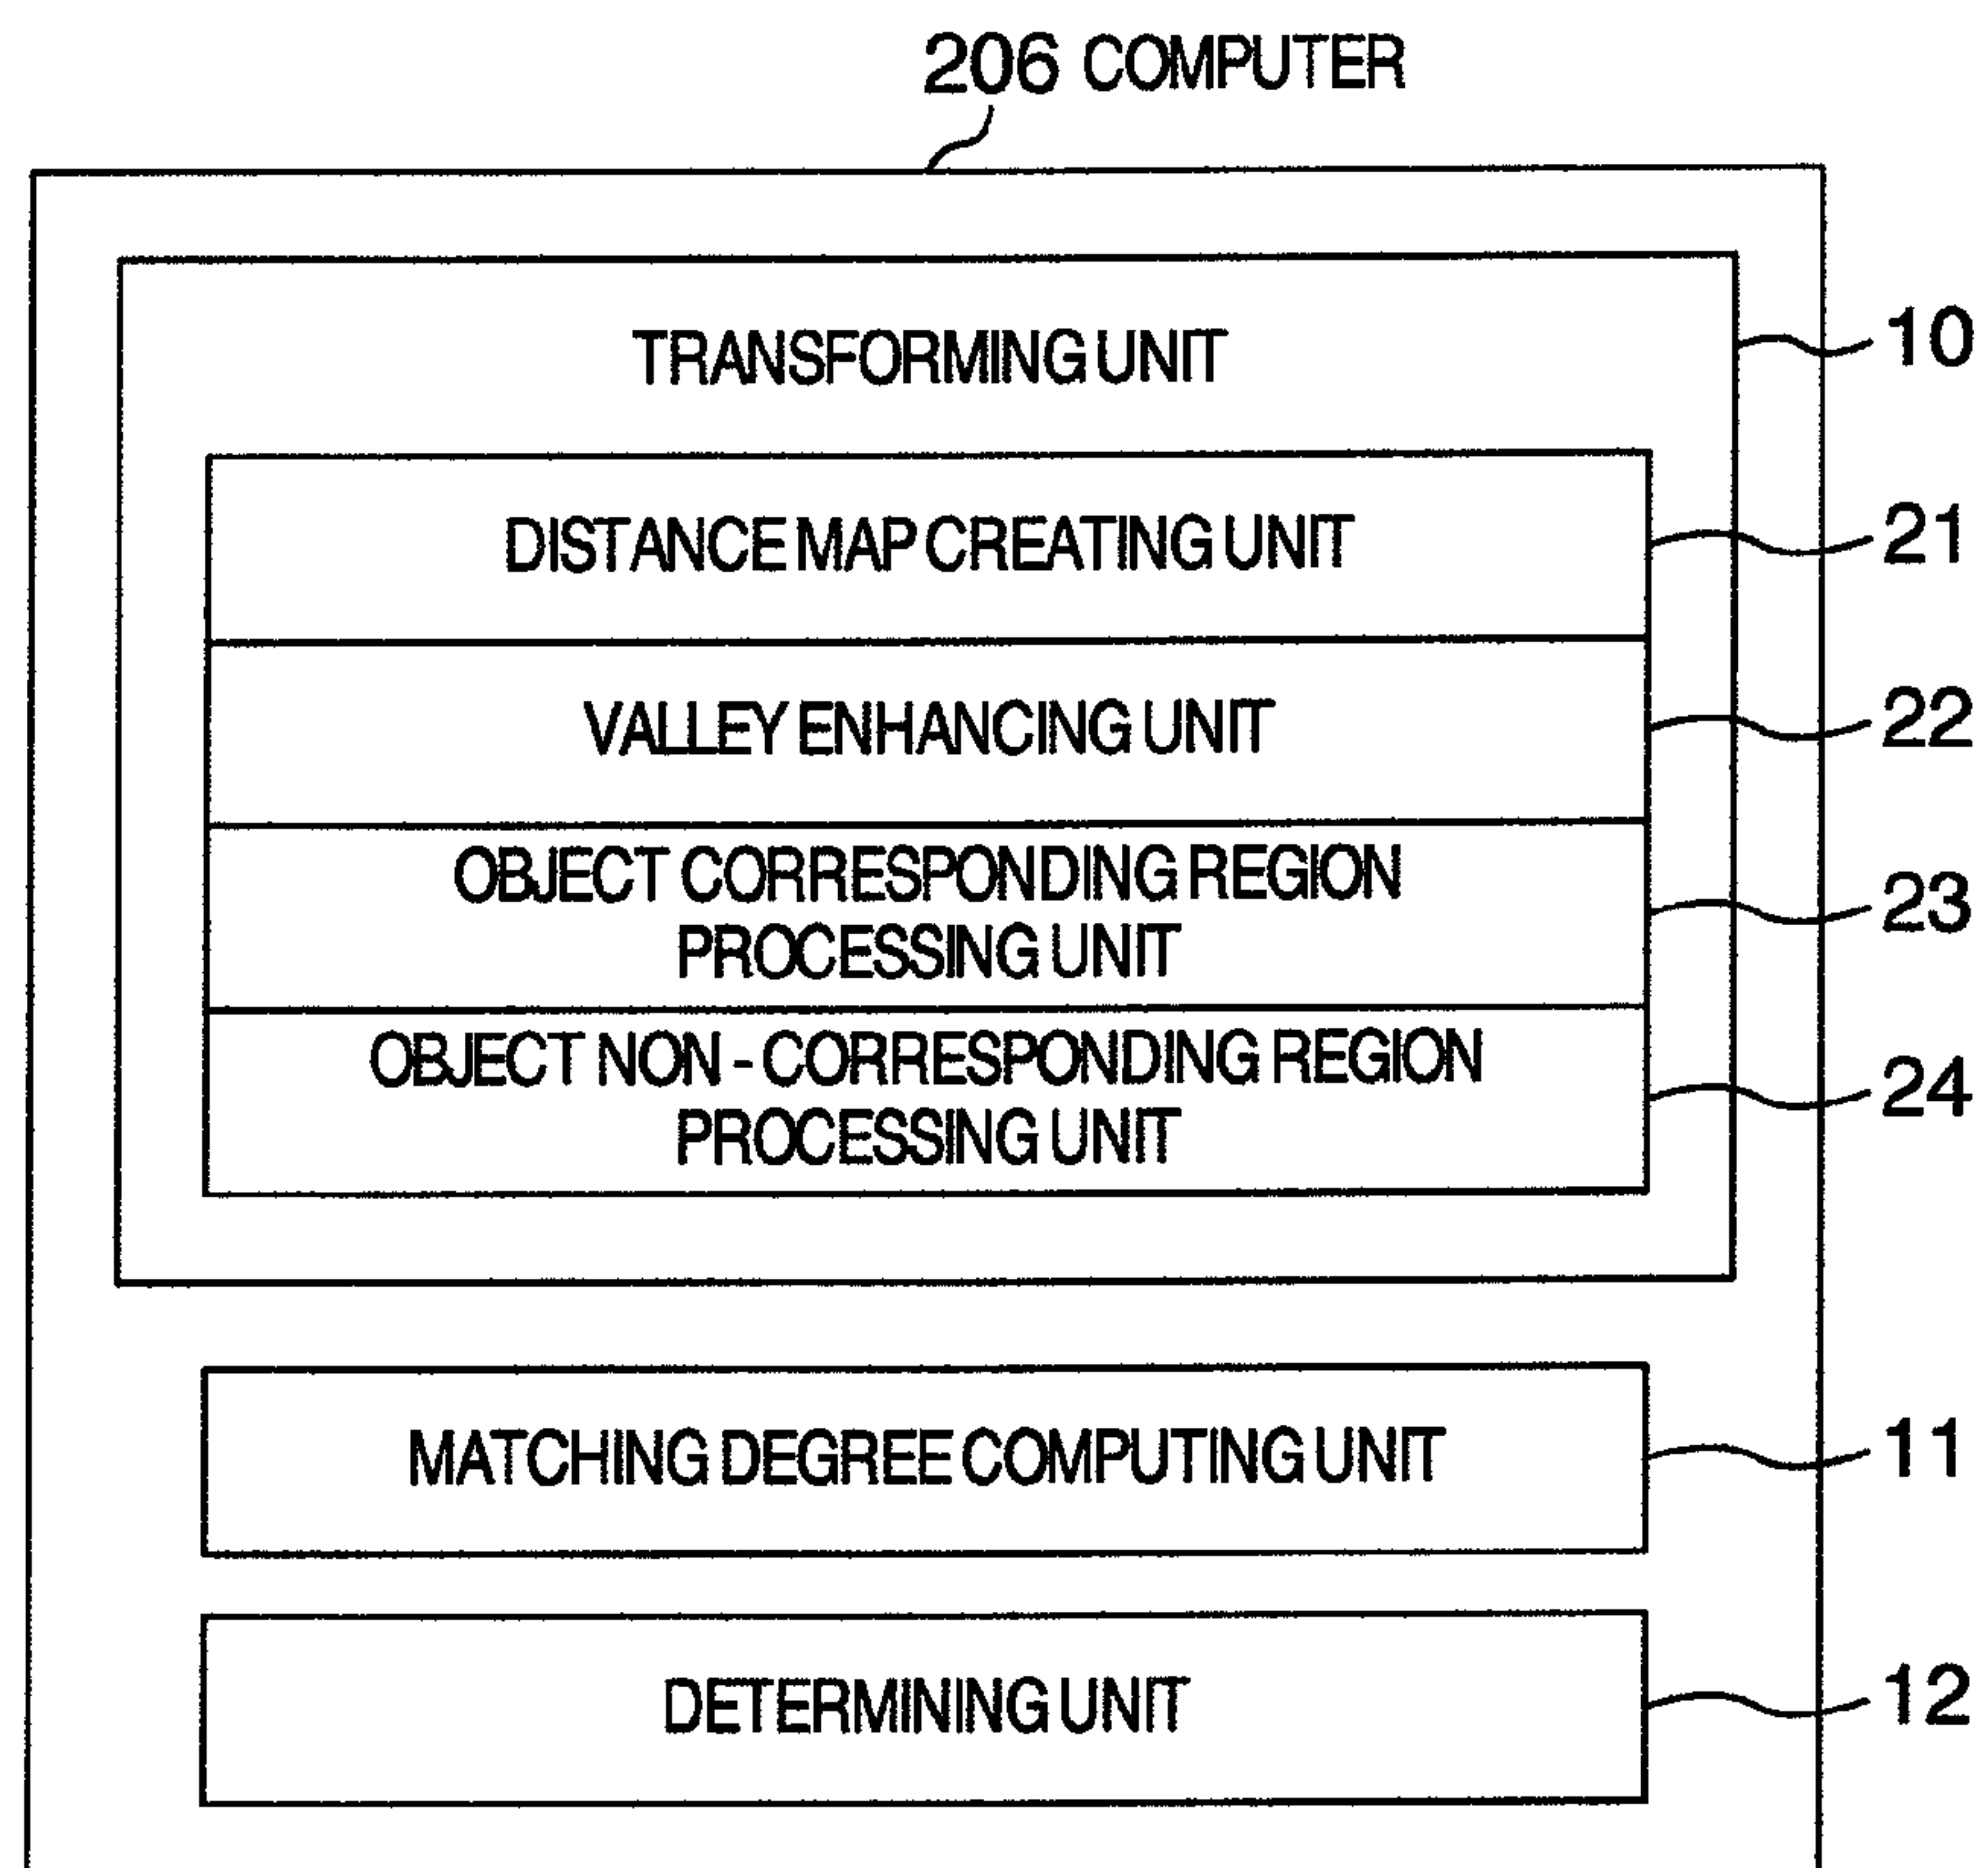 206 COMPUTER
TRANSFORMING UNIT
10
DISTANCE MAP CREATING UNIT
21
VALLEY ENHANCING UNIT
22
OBJECT CORRESPONDING REGION
PROCESSING UNIT
23
OBJECT NON-CORRESPONDING REGION
PROCESSING UNIT
24
MATCHING DEGREE COMPUTING UNIT
11
DETERMINING UNIT
12